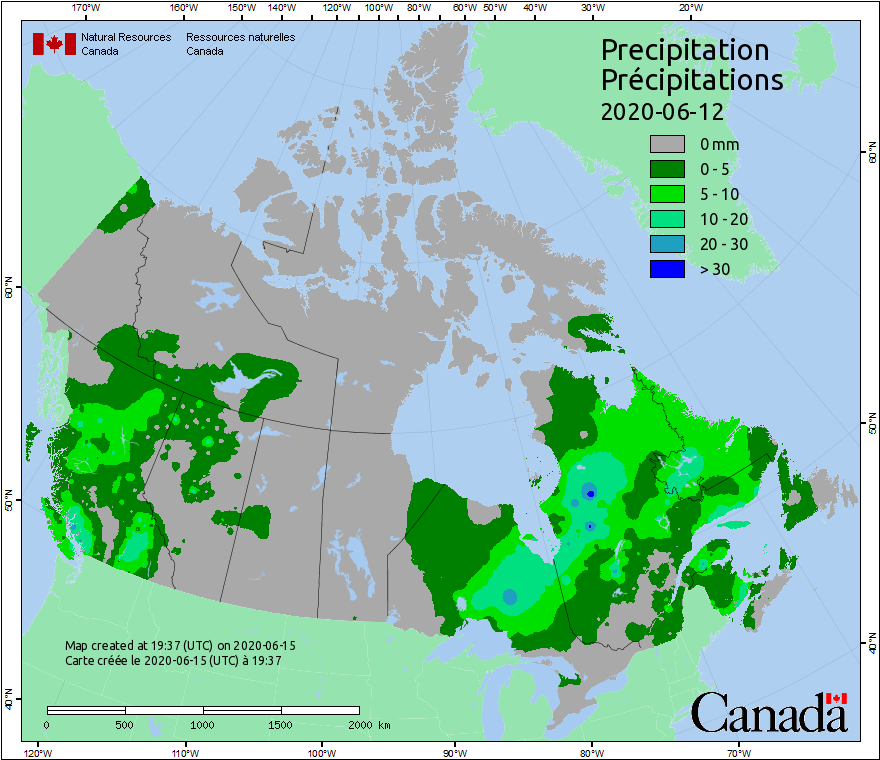 170°W 160°W 150°W 140°W 120°W 100°W 80°W 60°W 50°W 40°W 30°W 20°W
Natural Resources Ressources naturelles
Canada Canada
Precipitation
Précipitations
2020-06-12
0 mm
0 - 5
5 - 10
10 - 20
20 - 30
> 30
60°N
50°N
40°N
60°N
50°N
40°N
Map created at 19:37 (UTC) on 2020-06-15
Carte créée le 2020-06-15 (UTC) à 19:37
0 500 1000 1500 2000 km
Canada
120°W 110°W 100°W 90°W 80°W 70°W